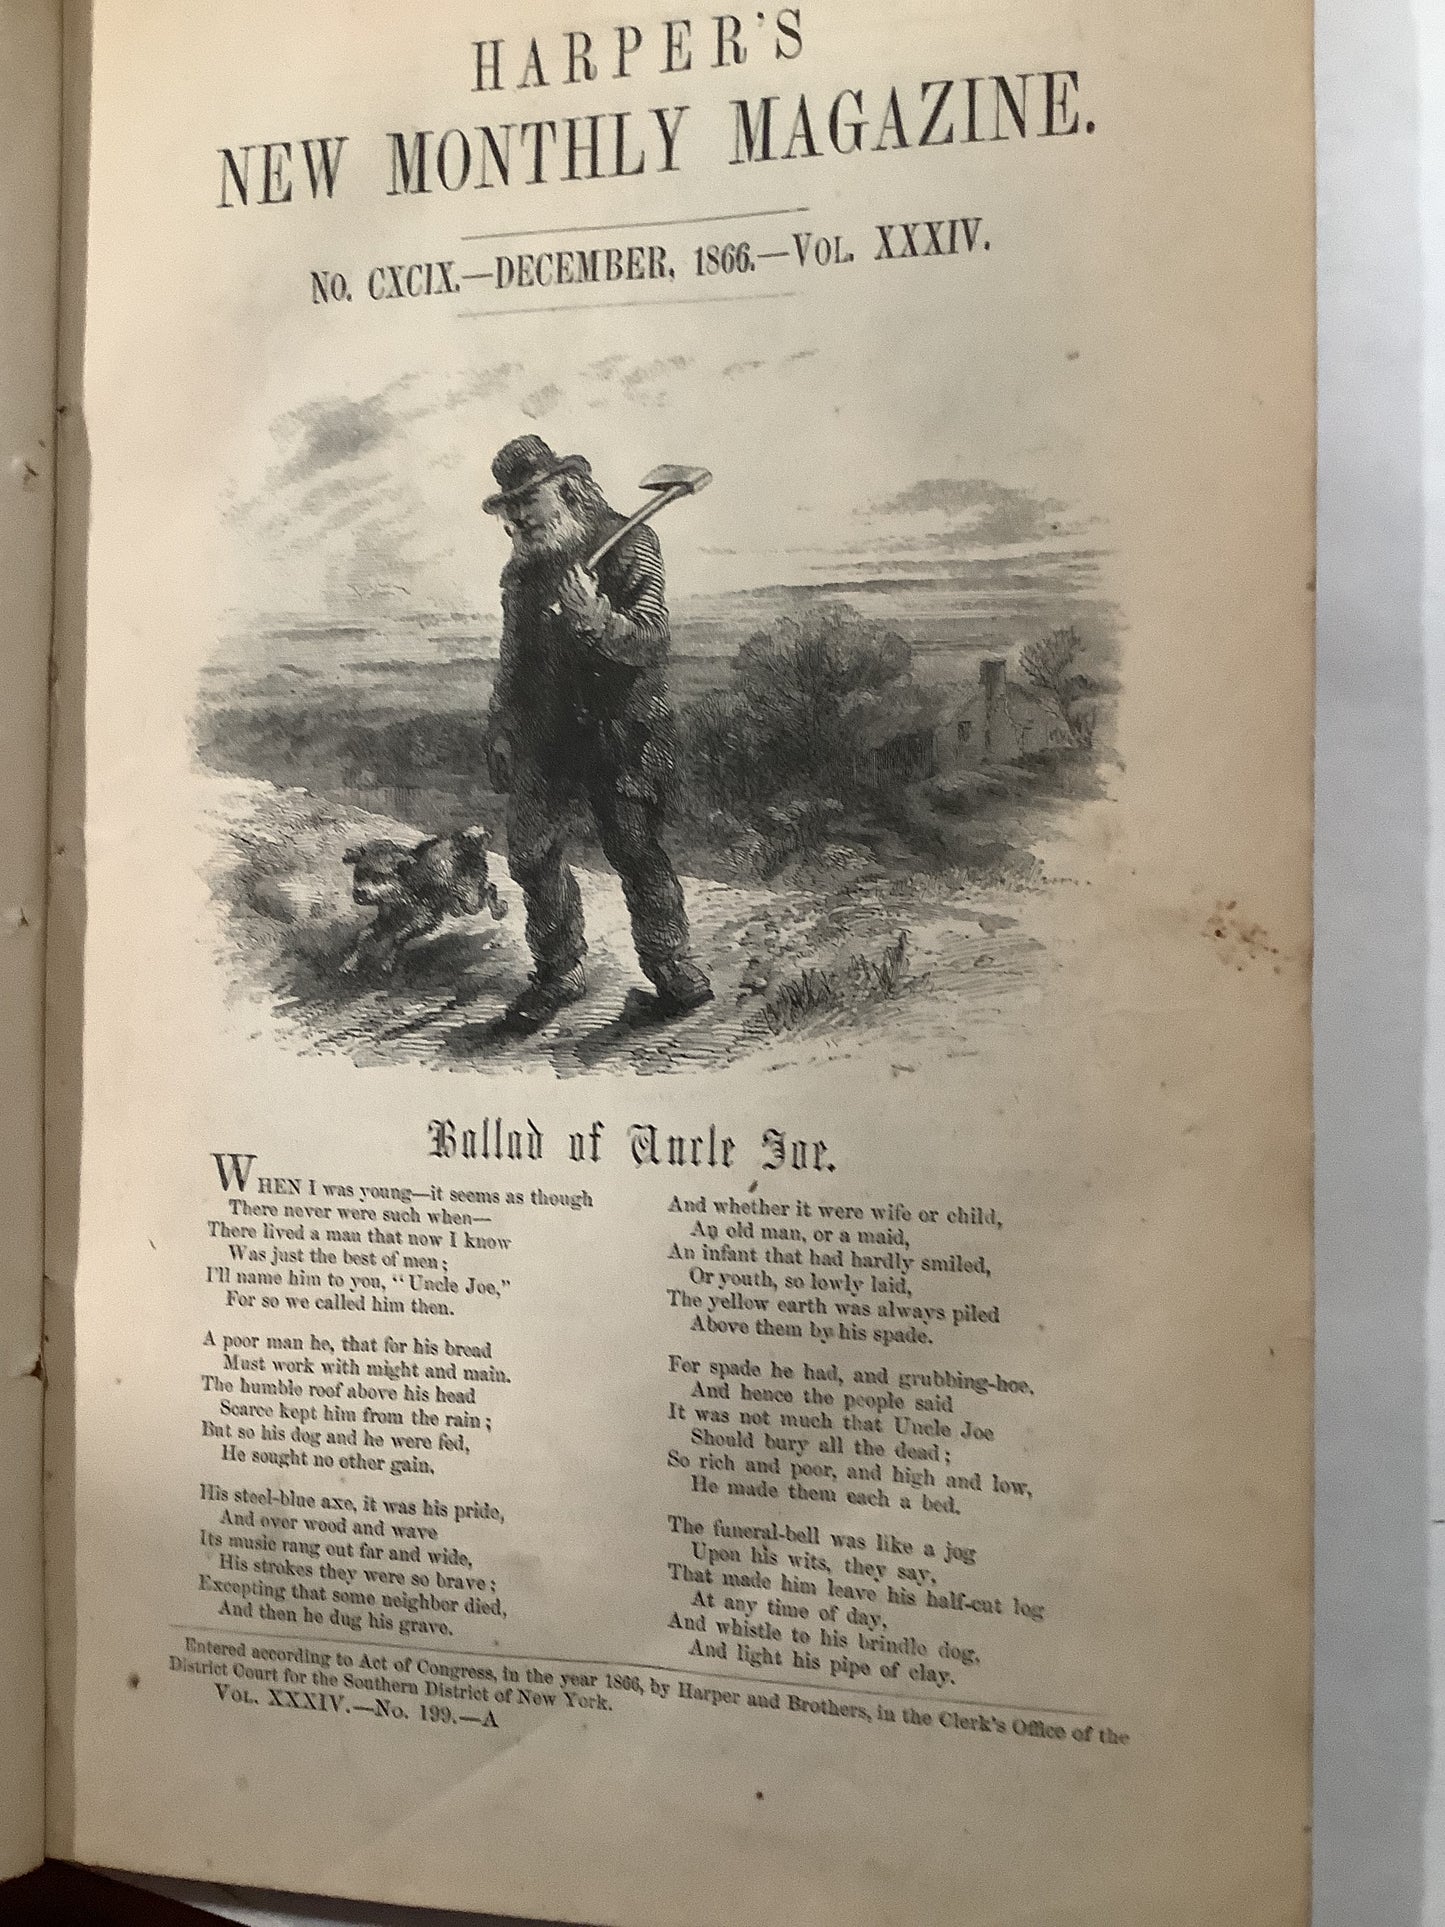 HARPER'S
NEW MONTHLY MAGAZINE.
No. CXCIX.—DECEMBER, 1866.—Vol. XXXIV.
Ballad of Uncle Joe.
WHEN I was young—it seems as though
There never were such when—
There lived a man that now I know
Was just the best of men;
I'll name him to you, "Uncle Joe,"
For so we called him then.
A poor man he, that for his bread
Must work with might and main.
The humble roof above his head
Scarce kept him from the rain;
But so his dog and he were fed,
He sought no other gain.
His steel-blue axe, it was his pride,
And over wood and wave
Its music rang out far and wide,
His strokes they were so brave;
Excepting that some neighbor died,
And then he dug his grave.
And whether it were wife or child,
An old man, or a maid,
An infant that had hardly smiled,
Or youth, so lowly laid,
The yellow earth was always piled
Above them by his spade.
For spade he had, and grubbing-hoe,
And hence the people said
It was not much that Uncle Joe
Should bury all the dead;
So rich and poor, and high and low,
He made them each a bed.
The funeral-bell was like a jog
Upon his wits, they say,
That made him leave his half-cut log
At any time of day,
And whistle to his brindle dog,
And light his pipe of clay.
Entered according to Act of Congress, in the year 1866, by Harper and Brothers, in the Clerk's Office of the
District Court for the Southern District of New York.
Vol. XXXIV.—No. 199.—A